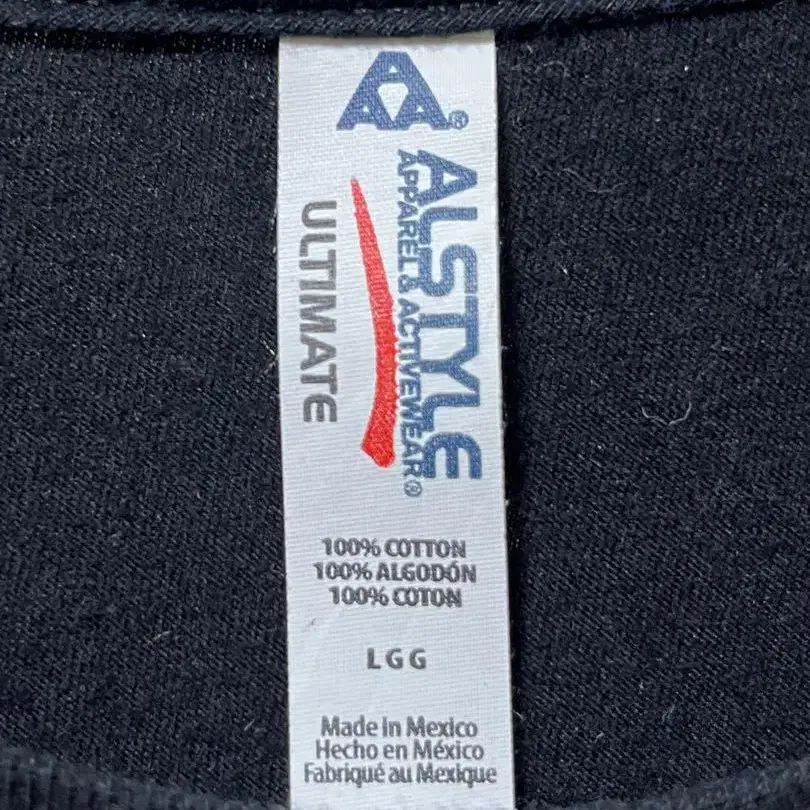 AAA®
ALSTYLE
APPAREL & ACTIVEWEAR®
ULTIMATE
100% COTTON
100% ALGODÓN
100% COTON
L G G
Made in Mexico
Hecho en México
Fabriqué au Mexique